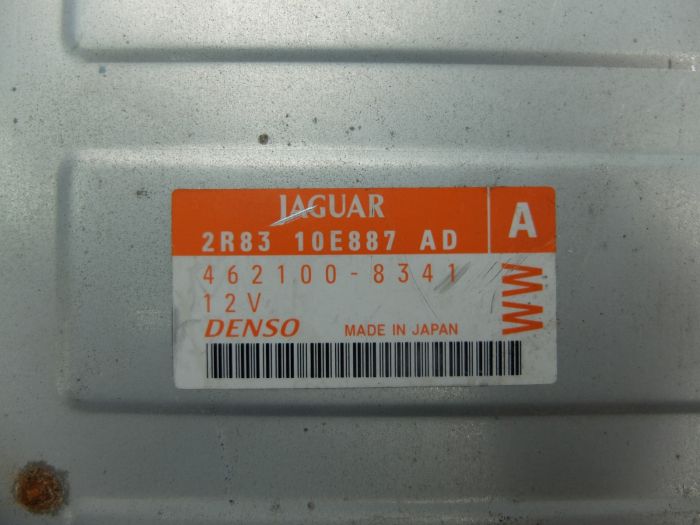 JAGUAR
2R83 10E887 AD A
462100-8341
12V
WW
DENSO MADE IN JAPAN